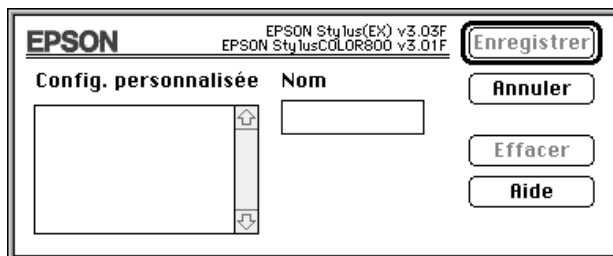 EPSON
EPSON Stylus(EX) v3.03F
EPSON StylusCOLOR800 v3.01F
Enregistrer
Config. personnalisée
Nom
Annuler
Effacer
Aide